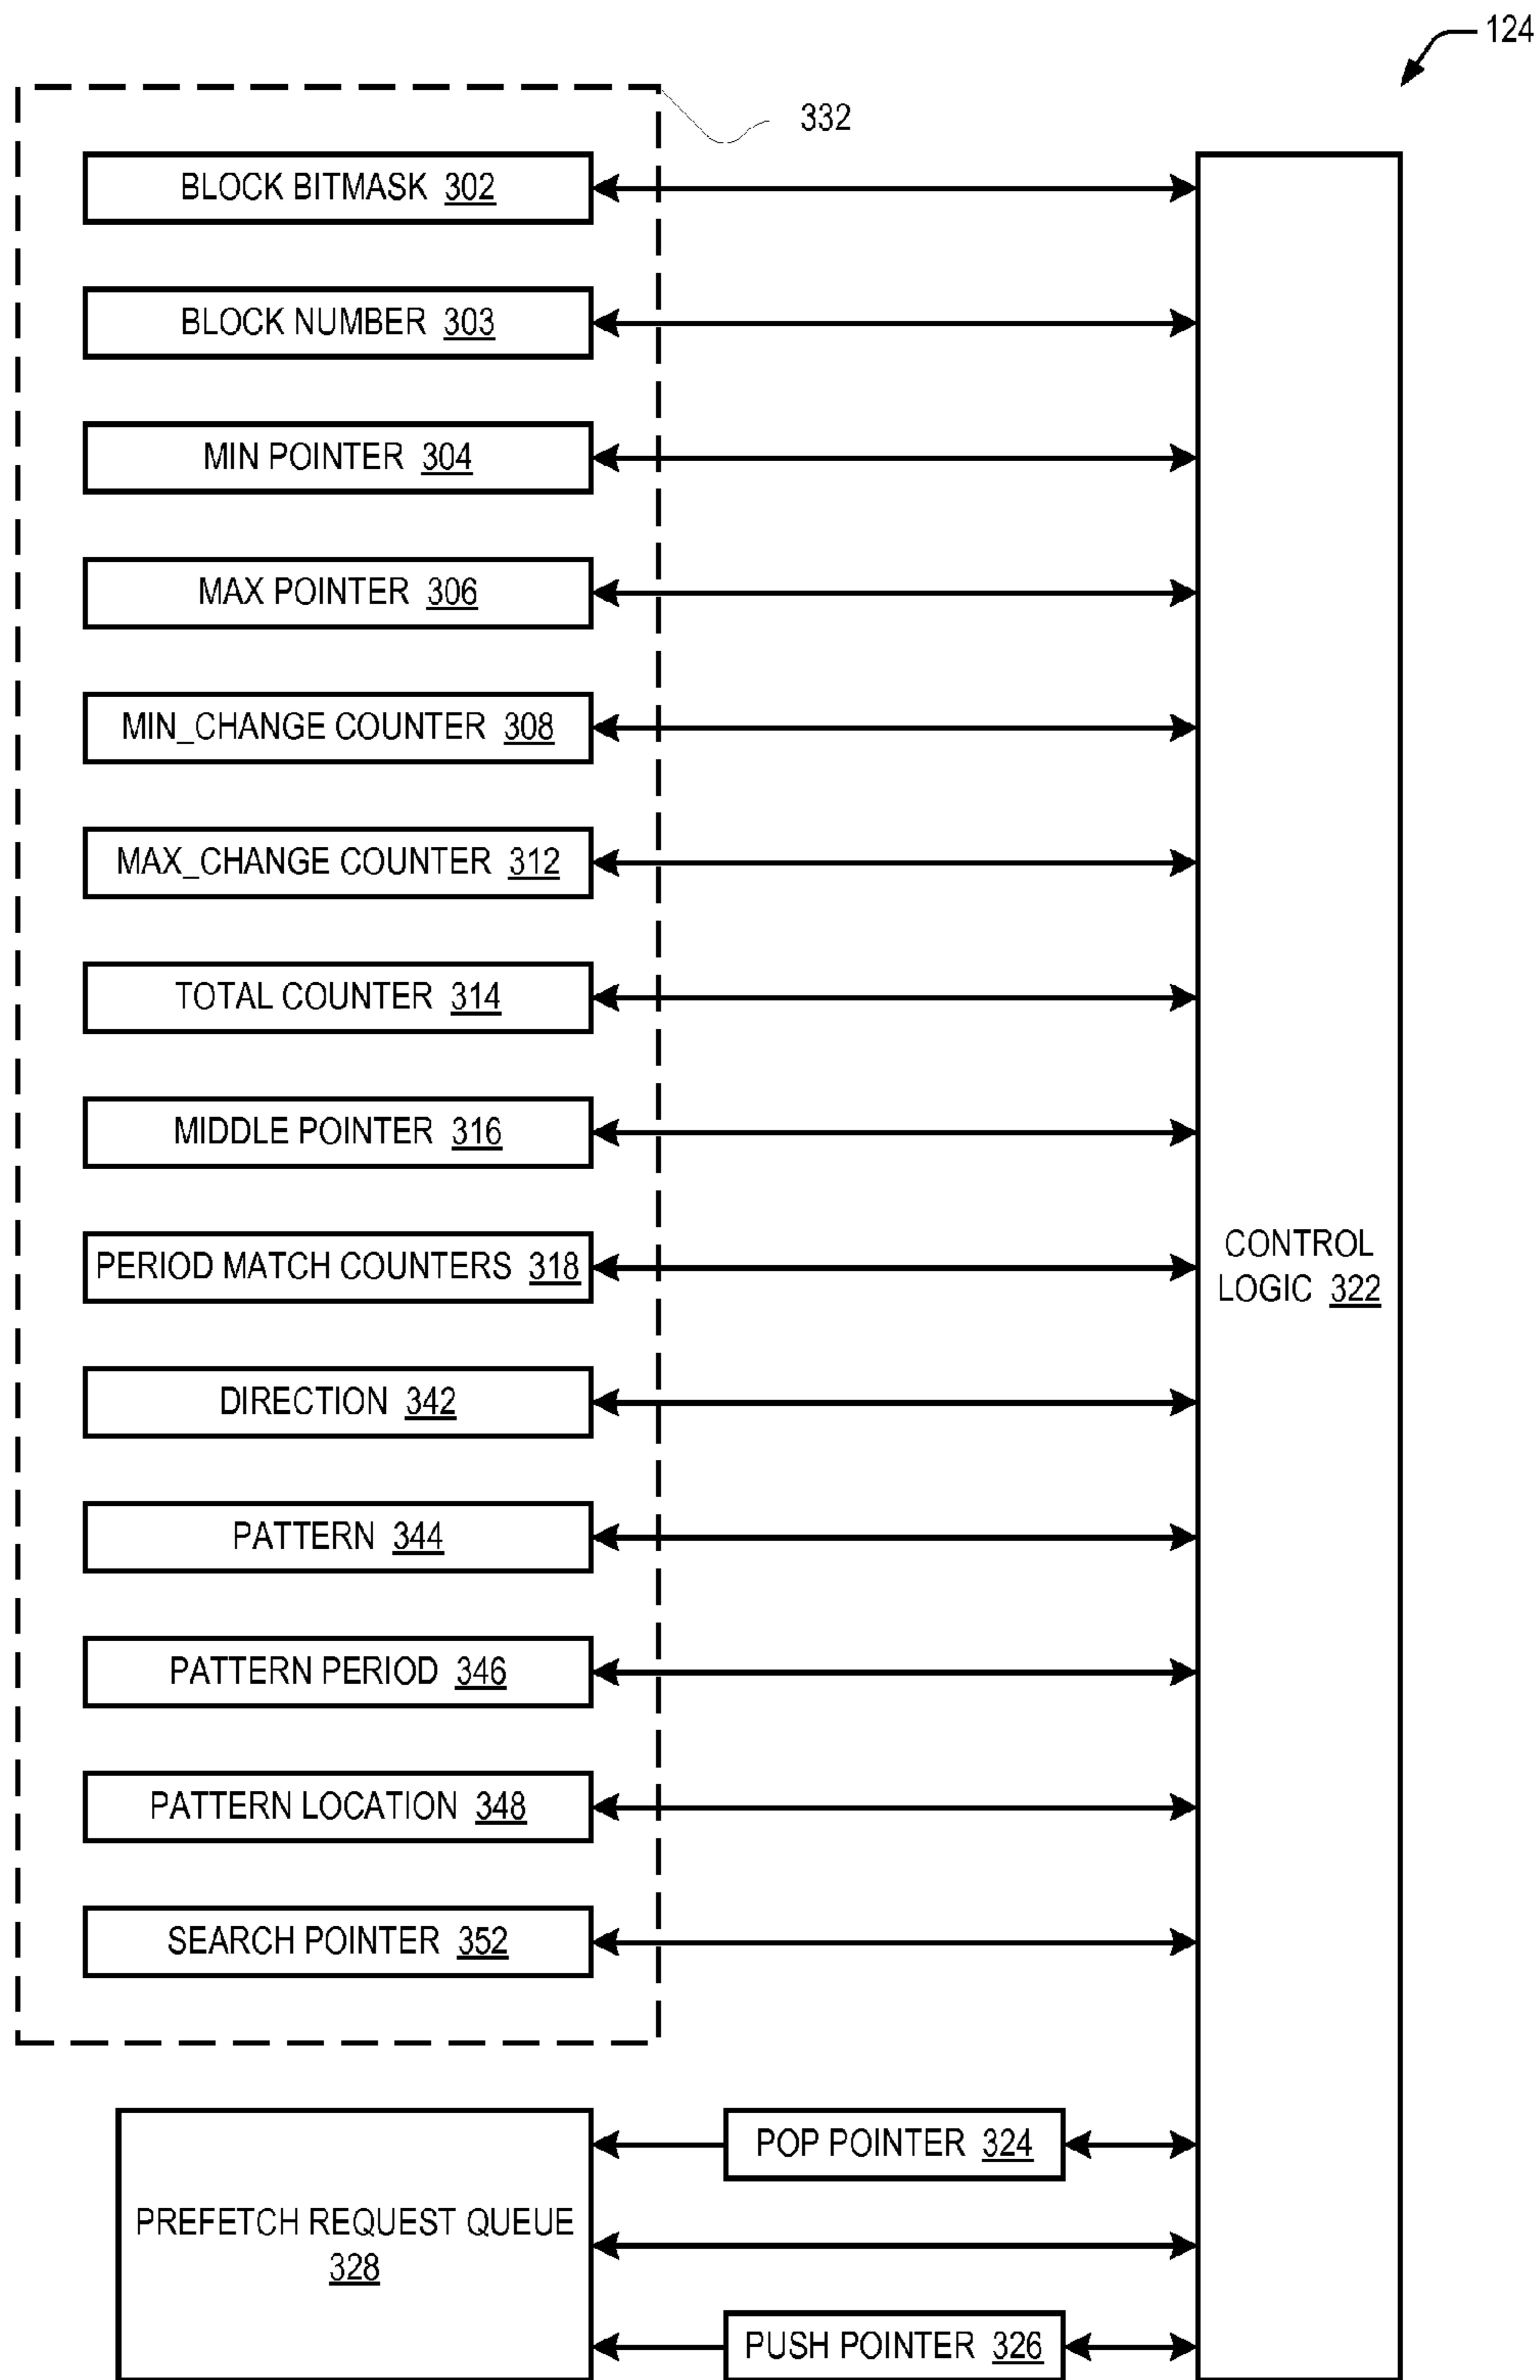 124
332
BLOCK BITMASK 302
BLOCK NUMBER 303
MIN POINTER 304
MAX POINTER 306
MIN_CHANGE COUNTER 308
MAX_CHANGE COUNTER 312
TOTAL COUNTER 314
MIDDLE POINTER 316
PERIOD MATCH COUNTERS 318
CONTROL
LOGIC 322
DIRECTION 342
PATTERN 344
PATTERN PERIOD 346
PATTERN LOCATION 348
SEARCH POINTER 352
POP POINTER 324
PREFETCH REQUEST QUEUE
328
PUSH POINTER 326